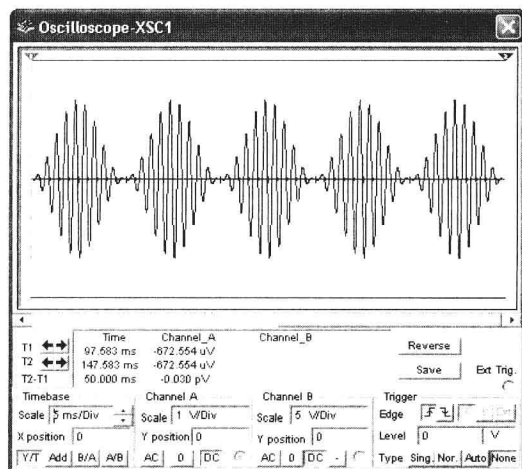 Oscilloscope-XSC1
Time Channel_A Channel_B
T1 97.583 ms -672.554 uV
T2 147.583 ms -672.554 uV
T2-T1 50.000 ms -0.030 pV
Reverse
Save
Ext Trig.
Timebase
Scale 5 ms/Div
X position 0
Y/T Add B/A A/B
Channel A
Scale 1 V/Div
Y position 0
AC 0 DC
Channel B
Scale 5 V/Div
Y position 0
AC 0 DC -
Trigger
Edge
Level 0 V
Type Sing. Nor. Auto None